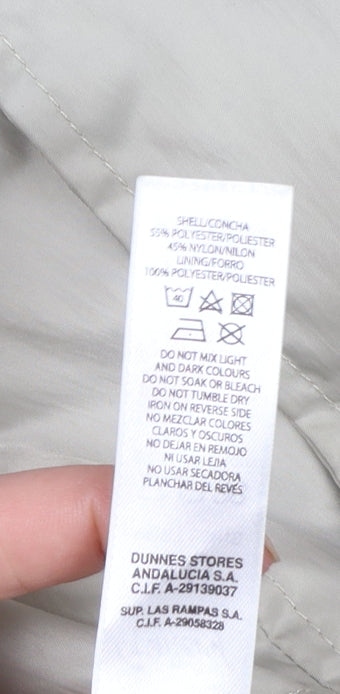 SHELL/CONCHA
55% POLYESTER/POLIESTER
45% NYLON/NILON
LINING/FORRO
100% POLYESTER/POLIESTER
40
DO NOT MIX LIGHT
AND DARK COLOURS
DO NOT SOAK OR BLEACH
DO NOT TUMBLE DRY
IRON ON REVERSE SIDE
NO MEZCLAR COLORES
CLAROS Y OSCUROS
NO DEJAR EN REMOJO
NI USAR LEJIA
NO USAR SECADORA
PLANCHAR DEL REVES
DUNNES STORES
ANDALUCIA S.A.
C.I.F. A-29139037
SUP. LAS RAMPAS S.A.
C.I.F. A-29058328